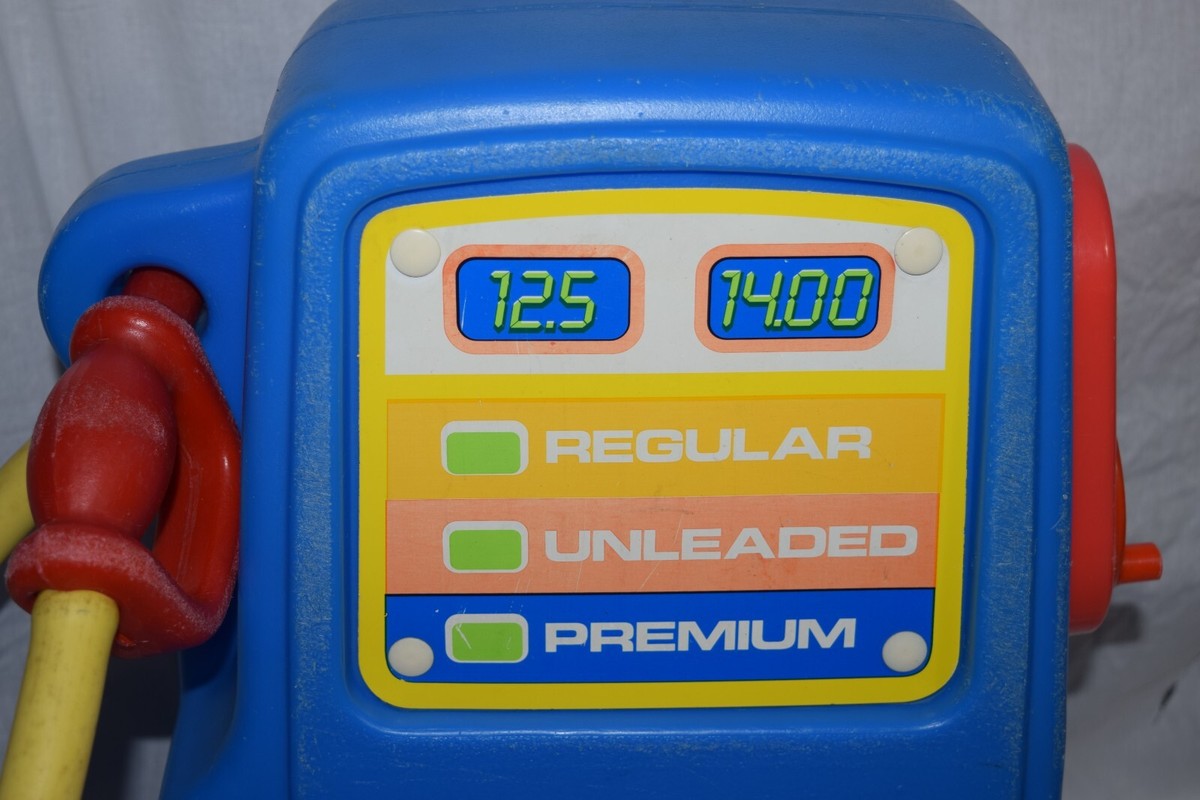 12.5 14.00
REGULAR
UNLEADED
PREMIUM